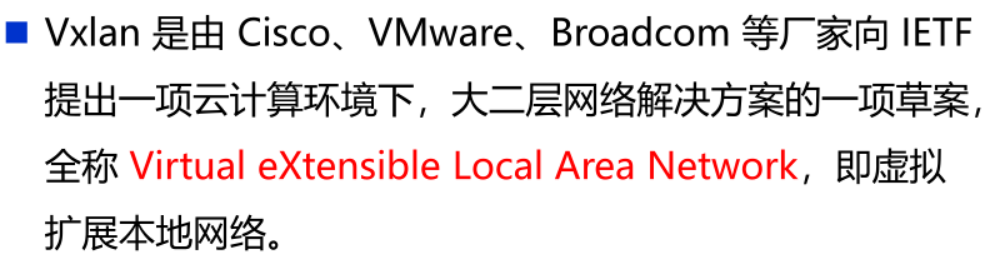 Vxlan 是由 Cisco、VMware、Broadcom 等厂家向 IETF
提出一项云计算环境下，大二层网络解决方案的一项草案，
全称 Virtual eXtensible Local Area Network，即虚拟
扩展本地网络。